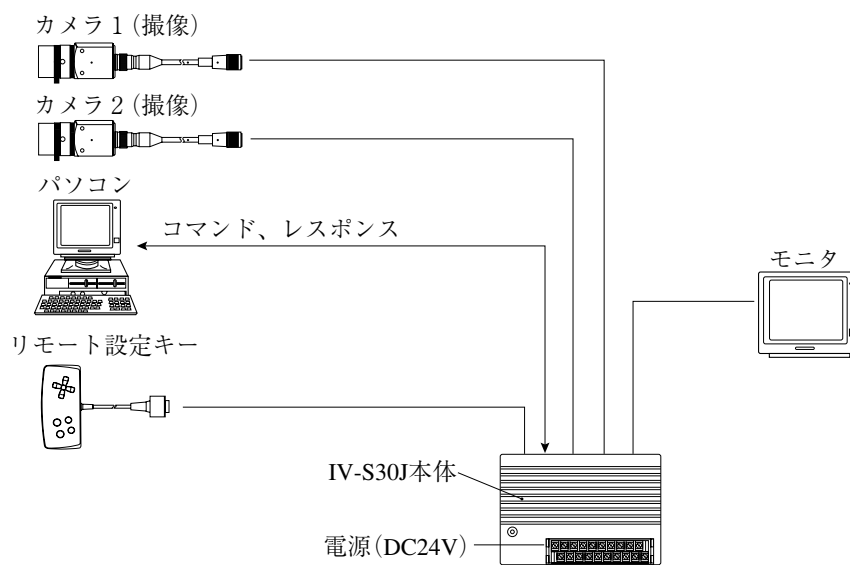 カメラ1(撮像)
カメラ2(撮像)
パソコン
コマンド、レスポンス
モニタ
リモート設定キー
IV-S30J本体
電源(DC24V)